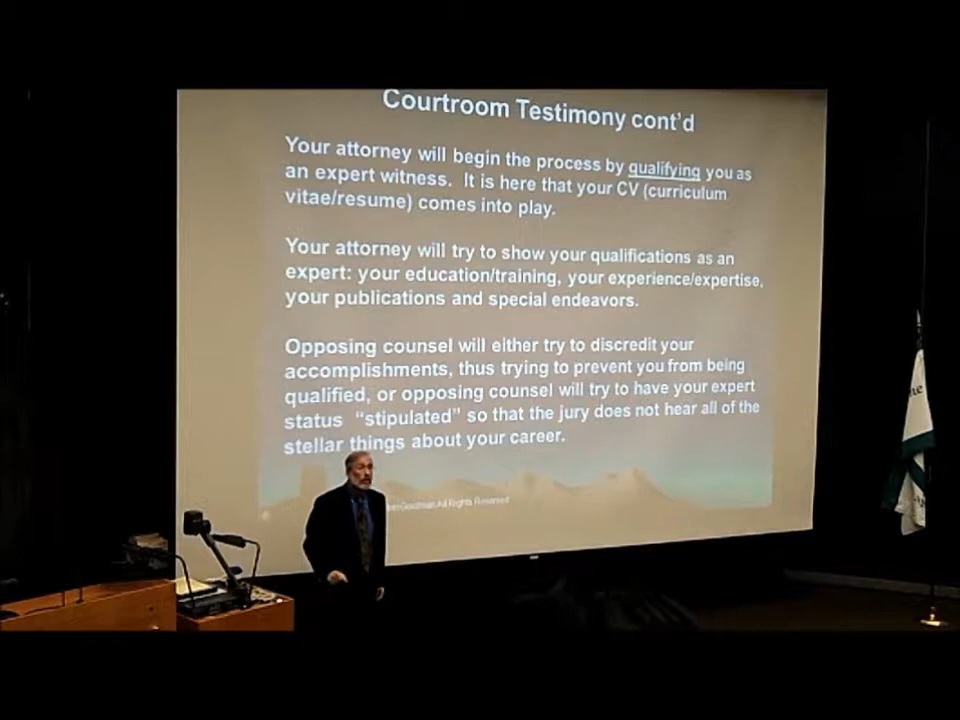 Courtroom Testimony cont'd
Your attorney will begin the process by qualifying you as
an expert witness. It is here that your CV (curriculum
vitae/resume) comes into play.
Your attorney will try to show your qualifications as an
expert: your education/training, your experience/expertise,
your publications and special endeavors.
Opposing counsel will either try to discredit your
accomplishments, thus trying to prevent you from being
qualified, or opposing counsel will try to have your expert
status "stipulated" so that the jury does not hear all of the
stellar things about your career.
All Rights Reserved